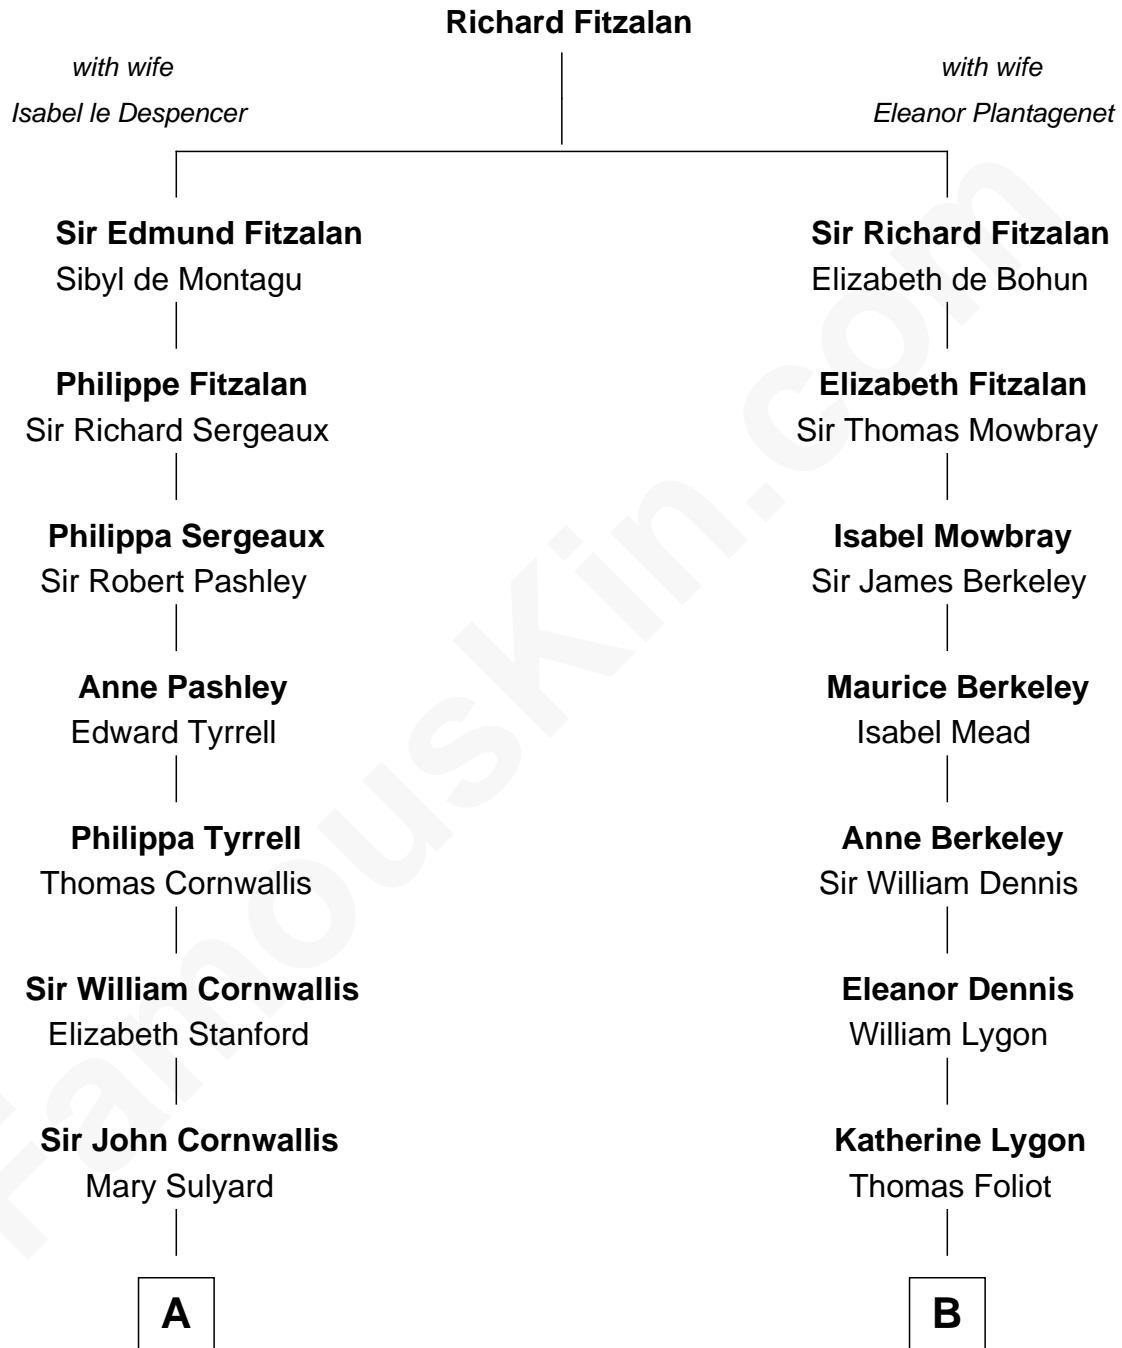 Richard Fitzalan
with wife
Isabel le Despencer
with wife
Eleanor Plantagenet
Sir Edmund Fitzalan
Sibyl de Montagu
Sir Richard Fitzalan
Elizabeth de Bohun
Philippe Fitzalan
Sir Richard Sergeaux
Elizabeth Fitzalan
Sir Thomas Mowbray
Philippa Sergeaux
Sir Robert Pashley
Isabel Mowbray
Sir James Berkeley
Anne Pashley
Edward Tyrrell
Maurice Berkeley
Isabel Mead
Philippa Tyrrell
Thomas Cornwallis
Anne Berkeley
Sir William Dennis
Sir William Cornwallis
Elizabeth Stanford
Eleanor Dennis
William Lygon
Sir John Cornwallis
Mary Sulyard
Katherine Lygon
Thomas Foliot
A
B
FamousKin.com